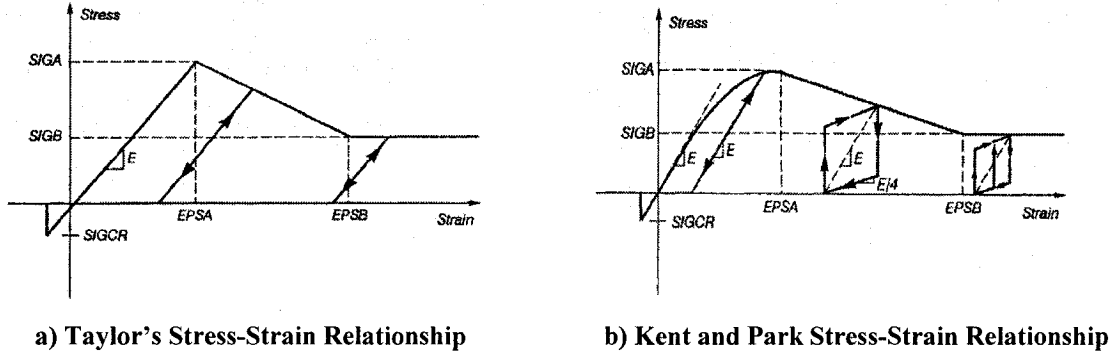 Stress
SIGA
SIGB
E
EPSA
EPSB
Strain
SIGCR
a) Taylor's Stress-Strain Relationship
Stress
SIGA
SIGB
E
E
E
E/4
EPSA
EPSB
Strain
SIGCR
b) Kent and Park Stress-Strain Relationship